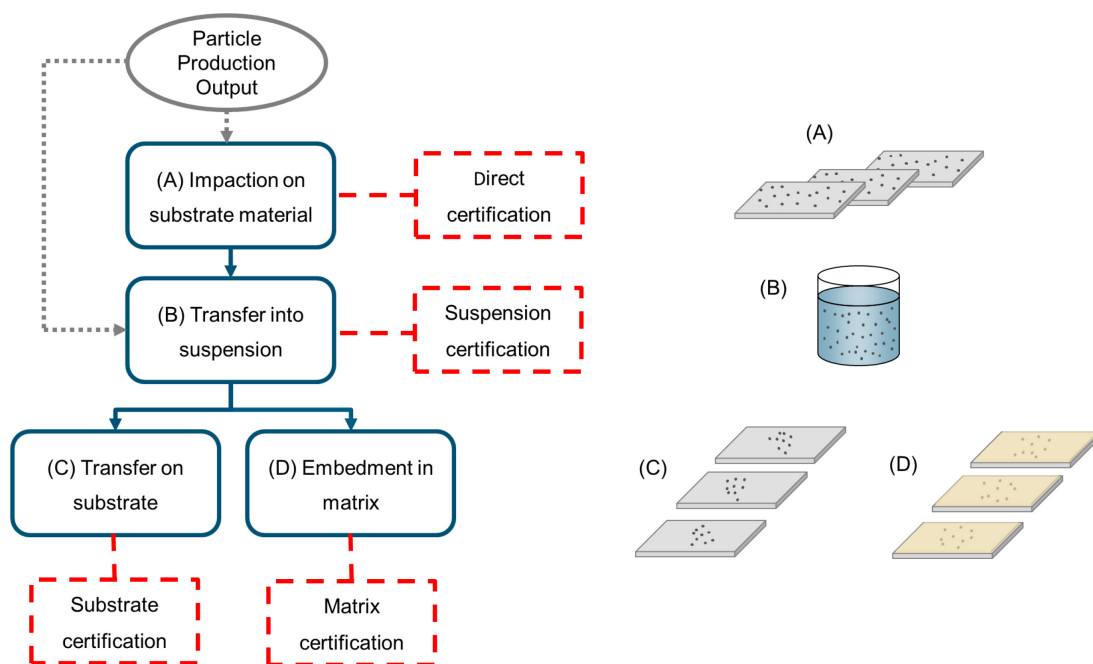 Particle
Production
Output
(A) Impaction on
substrate material
Direct
certification
(B) Transfer into
suspension
Suspension
certification
(C) Transfer on
substrate
(D) Embedment in
matrix
Substrate
certification
Matrix
certification
(A)
(B)
(C)
(D)